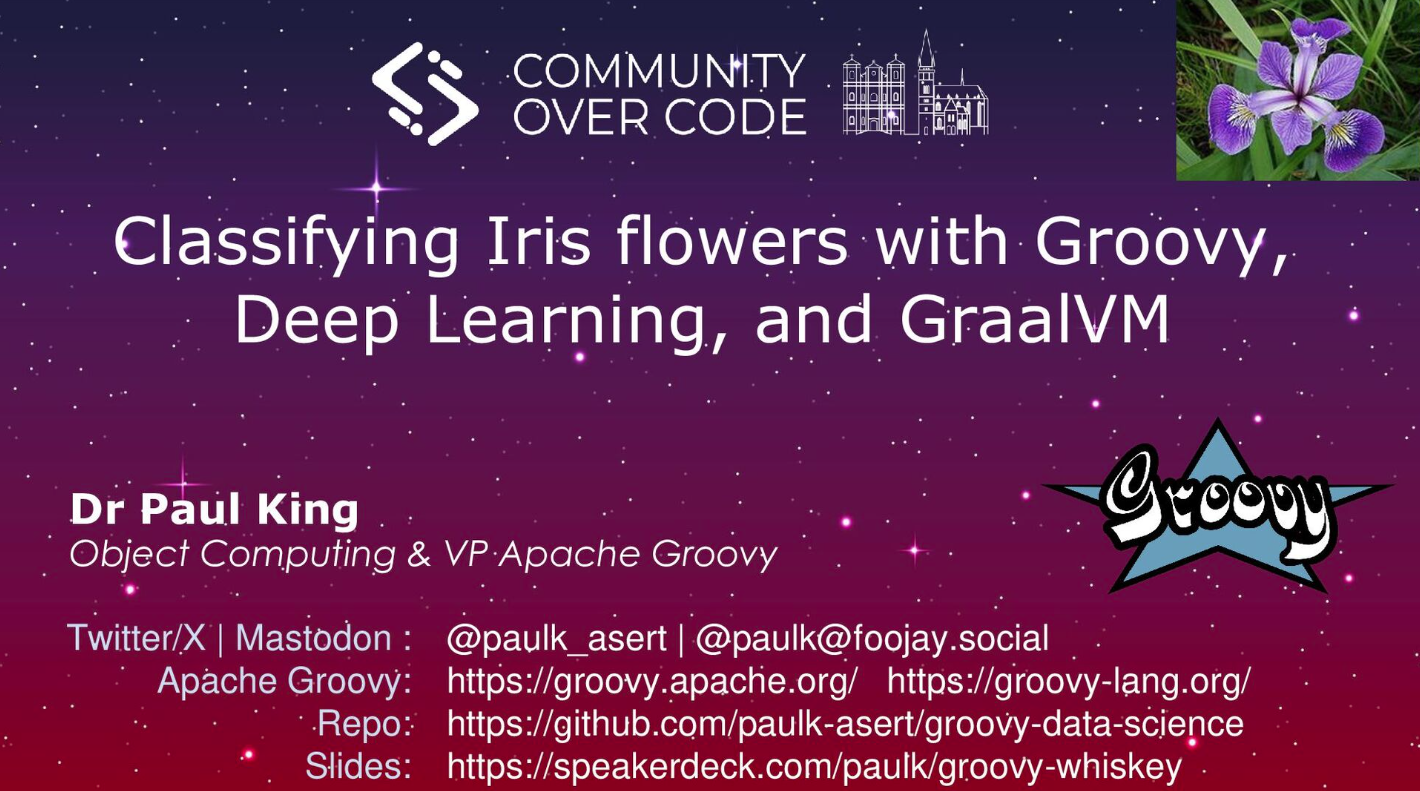 COMMUNITY
OVER CODE
Classifying Iris flowers with Groovy,
Deep Learning, and GraalVM
Groovy
Dr Paul King
Object Computing & VP Apache Groovy
Twitter/X | Mastodon : @paulk_asert | @paulk@foojay.social
Apache Groovy: https://groovy.apache.org/ https://groovy-lang.org/
Repo: https://github.com/paulk-asert/groovy-data-science
Slides: https://speakerdeck.com/paulk/groovy-whiskey